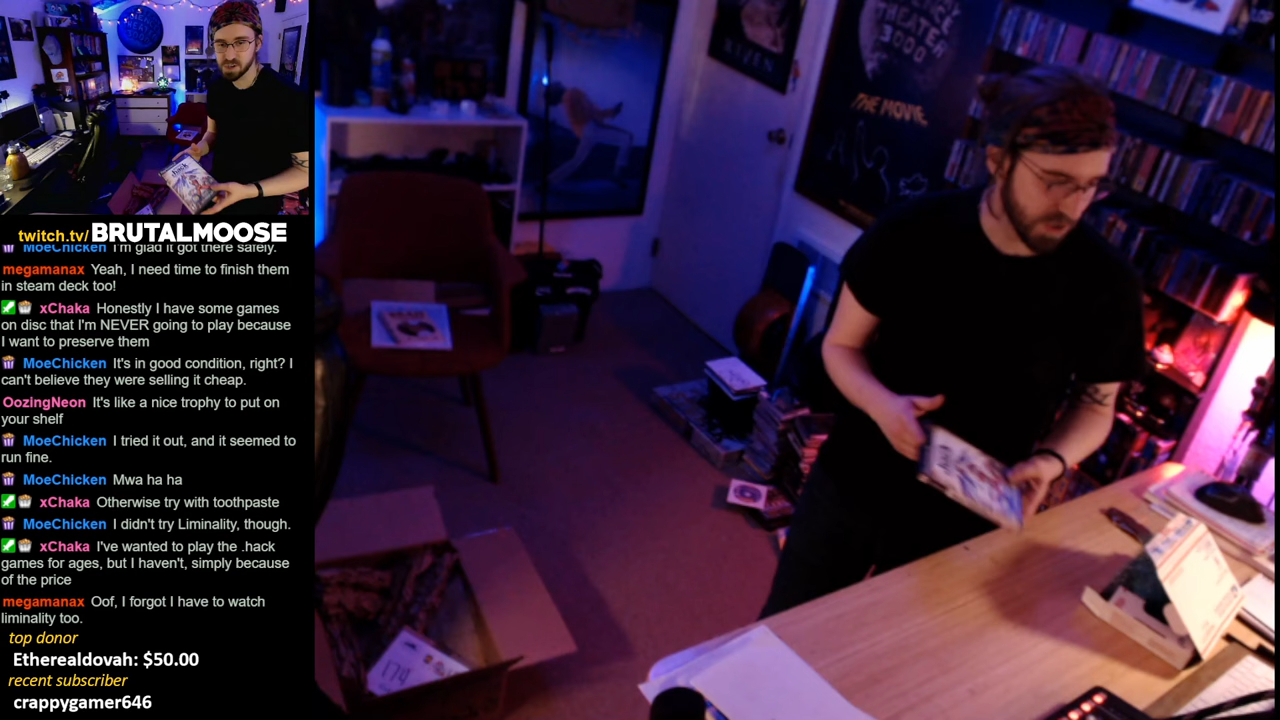 twitch.tv/BRUTALMOOSE
MoeChicken I'm glad it got there safely.
megamanax Yeah, I need time to finish them
in steam deck too!
xChaka Honestly I have some games
on disc that I'm NEVER going to play because
I want to preserve them
MoeChicken It's in good condition, right? I
can't believe they were selling it cheap.
OozingNeon It's like a nice trophy to put on
your shelf
MoeChicken I tried it out, and it seemed to
run fine.
MoeChicken Mwa ha ha
xChaka Otherwise try with toothpaste
MoeChicken I didn't try Liminality, though.
xChaka I've wanted to play the .hack
games for ages, but I haven't, simply because
of the price
megamanax Oof, I forgot I have to watch
liminality too.
top donor
Etherealdovah: $50.00
recent subscriber
crappygamer646
THEATER
3000
THE MOVIE
.hack
174